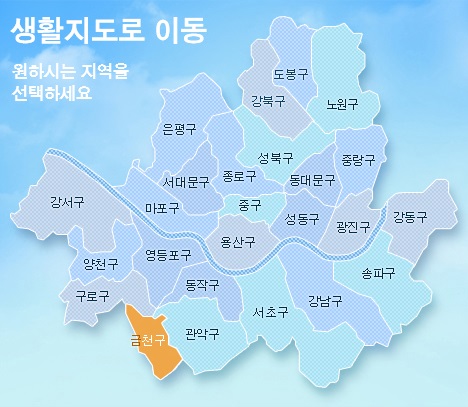 생활지도로 이동
원하시는 지역을
선택하세요
도봉구
강북구
노원구
은평구
성북구
중랑구
서대문구
종로구
동대문구
강서구
마포구
중구
성동구
광진구
강동구
용산구
양천구
영등포구
송파구
구로구
동작구
강남구
서초구
관악구
금천구